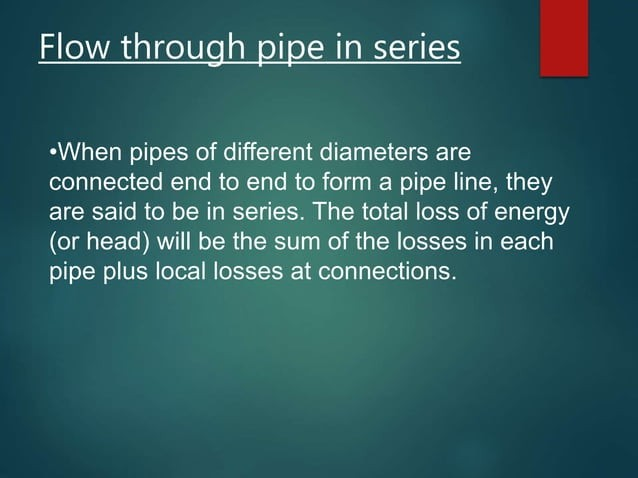 Flow through pipe in series
•When pipes of different diameters are
connected end to end to form a pipe line, they
are said to be in series. The total loss of energy
(or head) will be the sum of the losses in each
pipe plus local losses at connections.